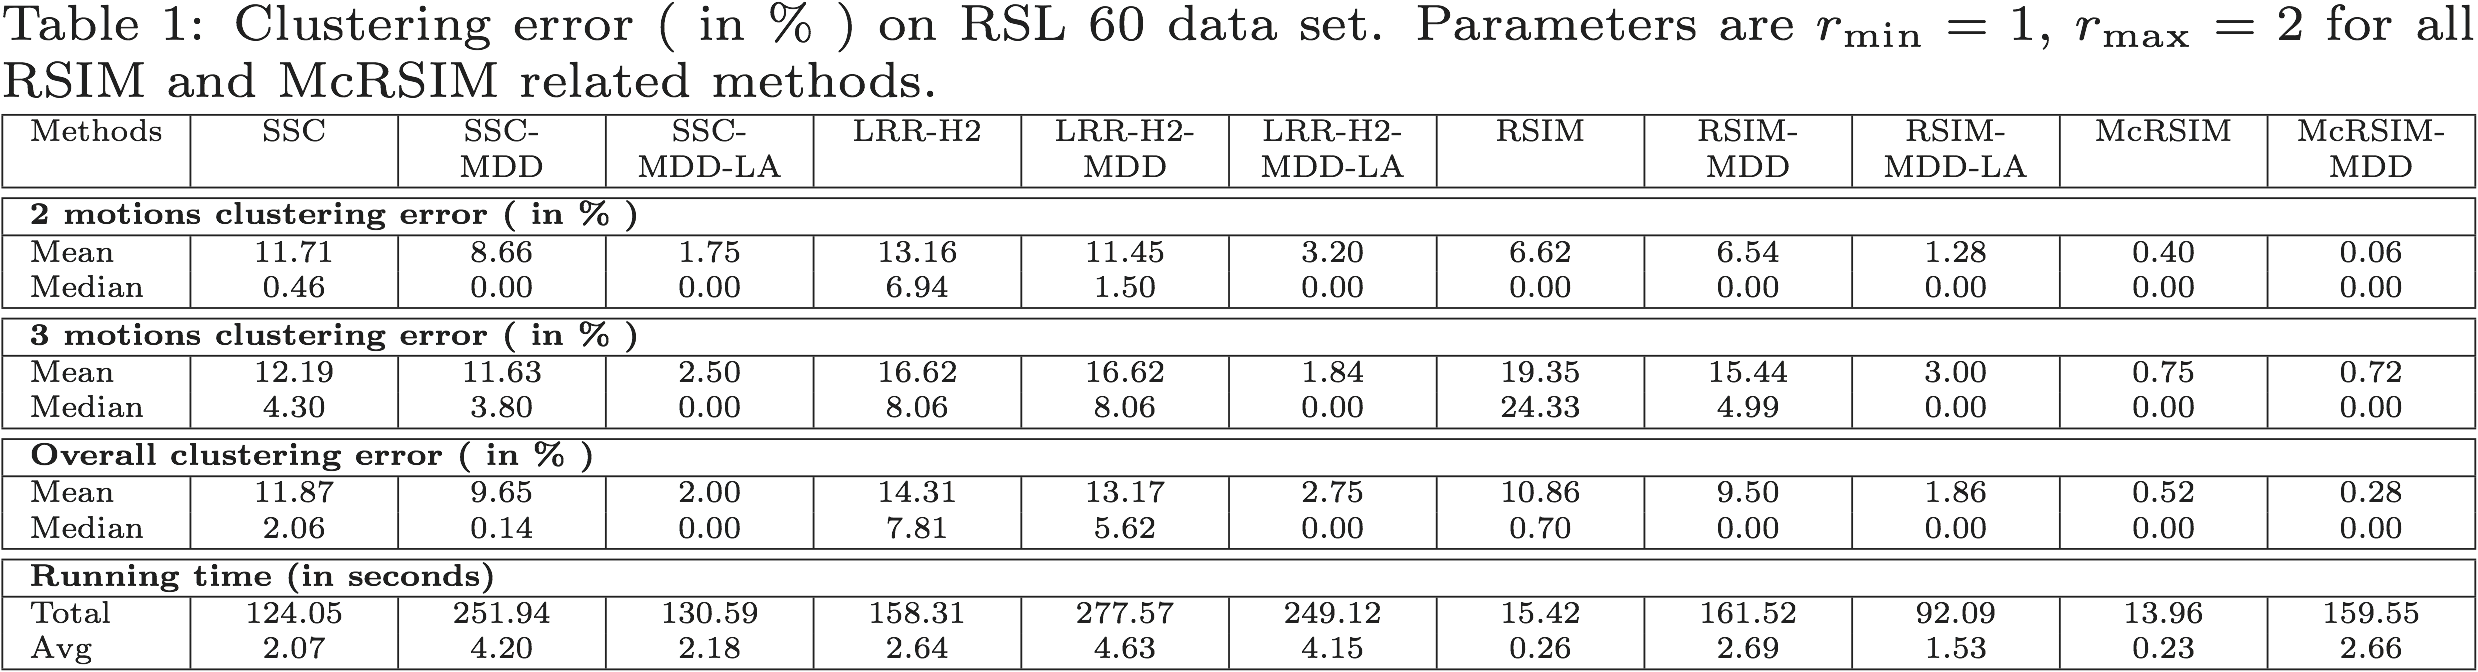 Table 1: Clustering error ( in % ) on RSL 60 data set. Parameters are r_min = 1, r_max = 2 for all
RSIM and McRSIM related methods.
Methods SSC SSC- SSC- LRR-H2 LRR-H2- LRR-H2- RSIM RSIM- RSIM- McRSIM McRSIM-
MDD MDD-LA MDD MDD-LA MDD MDD-LA MDD
2 motions clustering error ( in % )
Mean 11.71 8.66 1.75 13.16 11.45 3.20 6.62 6.54 1.28 0.40 0.06
Median 0.46 0.00 0.00 6.94 1.50 0.00 0.00 0.00 0.00 0.00 0.00
3 motions clustering error ( in % )
Mean 12.19 11.63 2.50 16.62 16.62 1.84 19.35 15.44 3.00 0.75 0.72
Median 4.30 3.80 0.00 8.06 8.06 0.00 24.33 4.99 0.00 0.00 0.00
Overall clustering error ( in % )
Mean 11.87 9.65 2.00 14.31 13.17 2.75 10.86 9.50 1.86 0.52 0.28
Median 2.06 0.14 0.00 7.81 5.62 0.00 0.70 0.00 0.00 0.00 0.00
Running time (in seconds)
Total 124.05 251.94 130.59 158.31 277.57 249.12 15.42 161.52 92.09 13.96 159.55
Avg 2.07 4.20 2.18 2.64 4.63 4.15 0.26 2.69 1.53 0.23 2.66